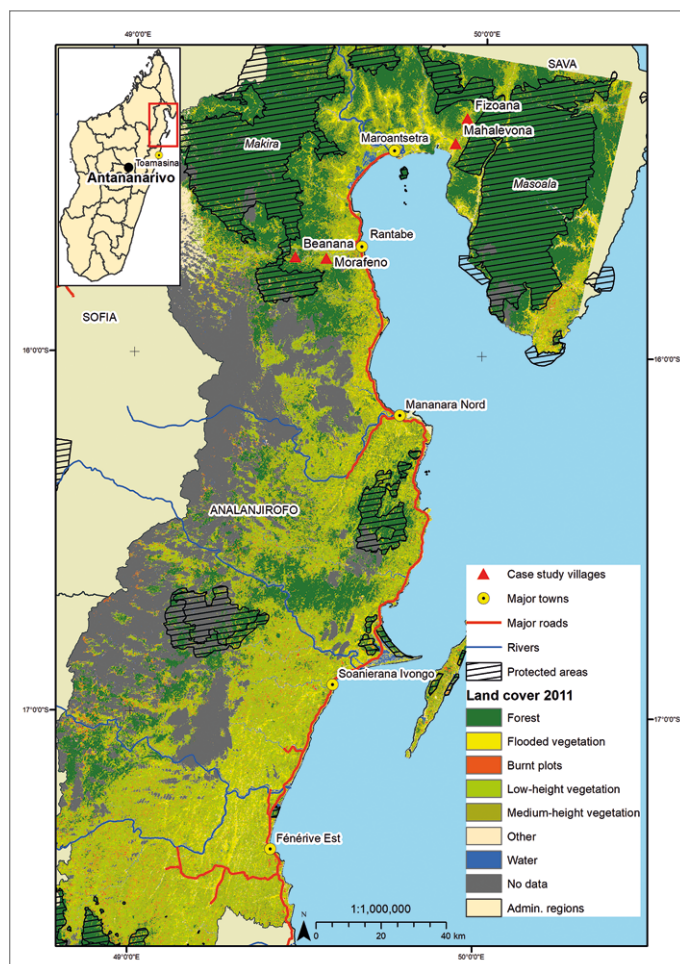 49°0'0"E
50°0'0"E
SAVA
Fizoana
Mahalevona
Maroantsetra
Makira
Masoala
Toamasina
Antananarivo
Rantabe
Beanana
Morafeno
SOFIA
16°0'0"S
16°0'0"S
Mananara Nord
ANALANJIROFO
Soanierana Ivongo
17°0'0"S
17°0'0"S
Fénérive Est
Case study villages
Major towns
Major roads
Rivers
Protected areas
Land cover 2011
Forest
Flooded vegetation
Burnt plots
Low-height vegetation
Medium-height vegetation
Other
Water
No data
Admin. regions
1:1,000,000
N
0 20 40 km
49°0'0"E
50°0'0"E